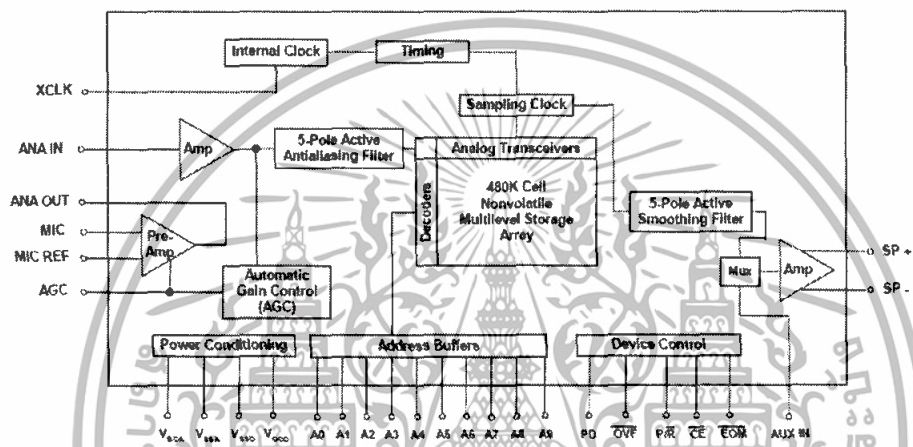 Internal Clock
Timing
XCLK
Sampling Clock
ANA IN
Amp
5-Pole Active
Antialiasing Filter
Analog Transceivers
Decoders
480K Cell
Nonvolatile
Multilevel Storage
Array
5-Pole Active
Smoothing Filter
ANA OUT
MIC
Pre-
Amp
MIC REF
SP +
Mux
Amp
SP -
AGC
Automatic
Gain Control
(AGC)
Power Conditioning
Address Buffers
Device Control
A0 A1 A2 A3 A4 A5 A6 A7 A8 A9 PD OVF P/R CE EOM AUX IN